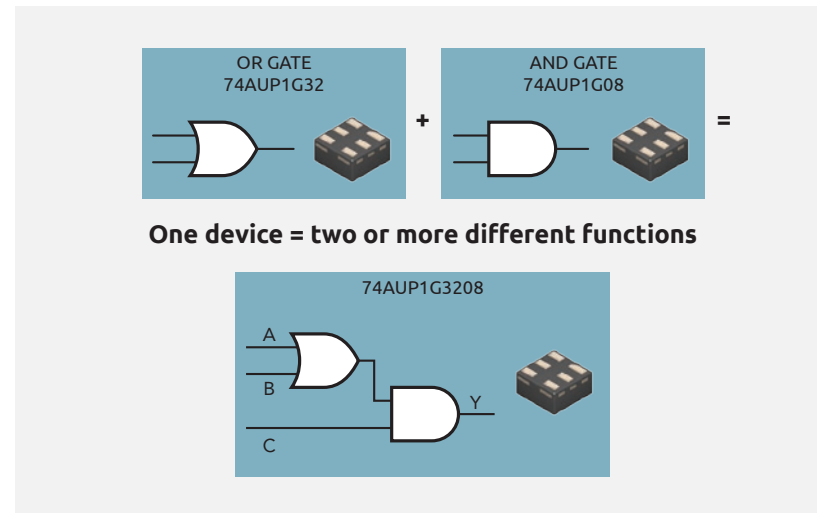 OR GATE
74AUP1G32
+
AND GATE
74AUP1G08
=
One device = two or more different functions
74AUP1G3208
A
B
C
Y